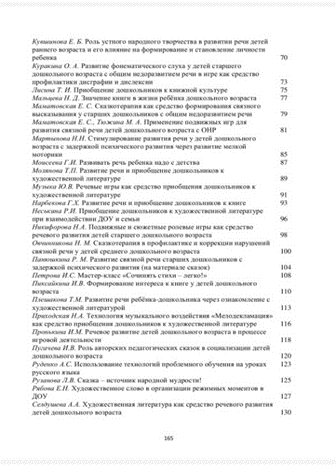 Кувшинова Е. Б. Роль устного народного творчества в развитии речи детей
раннего возраста и его влияние на формирование и становление личности
ребенка 70
Куракина О. А. Развитие фонематического слуха у детей старшего
дошкольного возраста с общим недоразвитием речи в игре как средство
профилактики дисграфии и дислексии 73
Лисина Т. И. Приобщение дошкольников к книжной культуре 75
Мальцева Н. Д. Значение книги в жизни ребёнка дошкольного возраста 77
Малютовская Е. С. Сказкотерапия как средство формирования связного
высказывания у старших дошкольников с общим недоразвитием речи 79
Малютовская Е. С., Тюжина М. А. Применение подвижных игр для
развития связной речи детей дошкольного возраста с ОНР 81
Мартынова Н.Н. Стимулирование развития речи у детей дошкольного
возраста с задержкой психического развития через развитие мелкой
моторики 85
Моисеева Г.И. Развивать речь ребенка надо с детства 87
Молянова Т.П. Развитие речи и приобщение дошкольников к
художественной литературе 89
Музыка Ю.В. Речевые игры как средство приобщения дошкольников к
художественной литературе 91
Нарбекова Г.Х. Развитие речи и приобщение дошкольников к книге 93
Несвкина Р.И. Приобщение дошкольников к художественной литературе
при взаимодействии ДОУ и семьи 96
Никифорова Н.А. Подвижные и сюжетные ролевые игры как средство
речевого развития детей старшего дошкольного возраста 98
Овчинникова Н. М. Сказкотерапия в профилактике и коррекции нарушений
связной речи у детей среднего дошкольного возраста 100
Панюшкина Р. М. Развитие связной речи старших дошкольников с
задержкой психического развития (на материале сказок) 104
Петрова И.С. Мастер-класс «Сочинять стихи – легко!» 108
Пиксайкина И.В. Формирование интереса к книге у детей дошкольного
возраста 110
Плешакова Т.М. Развитие речи ребёнка-дошкольника через ознакомление с
художественной литературой 113
Приходская Н.А. Технология музыкального воздействия «Мелодекламация»
как средство приобщения дошкольников к художественной литературе 116
Пронькина И.М. Речевое развитие детей дошкольного возраста в процессе
игровой деятельности 118
Пугачева И.В. Роль авторских педагогических сказок в социализации детей
дошкольного возраста 120
Руденко А.С. Использование технологий проблемного обучения на уроках
русского языка 123
Рузанова Л.В. Сказка – источник народной мудрости! 125
Рябова Е.Н. Художественное слово в организации режимных моментов в
ДОУ 127
Селдушева А.А. Художественная литература как средство речевого развития
детей дошкольного возраста 130
165